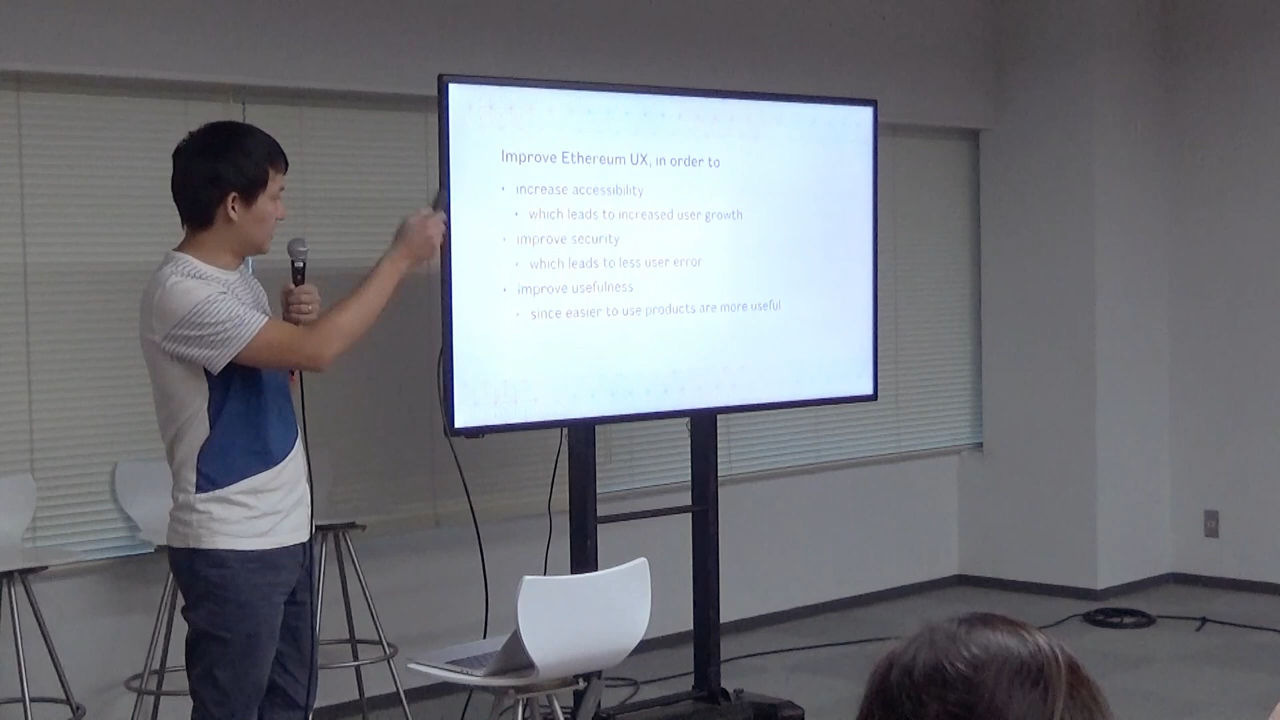 Improve Ethereum UX, in order to
• increase accessibility
• which leads to increased user growth
• improve security
• which leads to less user error
• improve usefulness
• since easier to use products are more useful